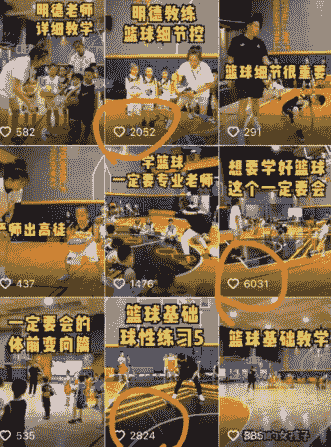 明德老师
详细教学
582
明德教练
篮球细节控
2052
篮球细节很重要
291
严师出高徒
437
学篮球
一定要专业老师
1476
想要学好篮球
这个一定要会
6031
一定要会的
体前变向篇
535
篮球基础
球性练习5
2824
篮球基础教学
885